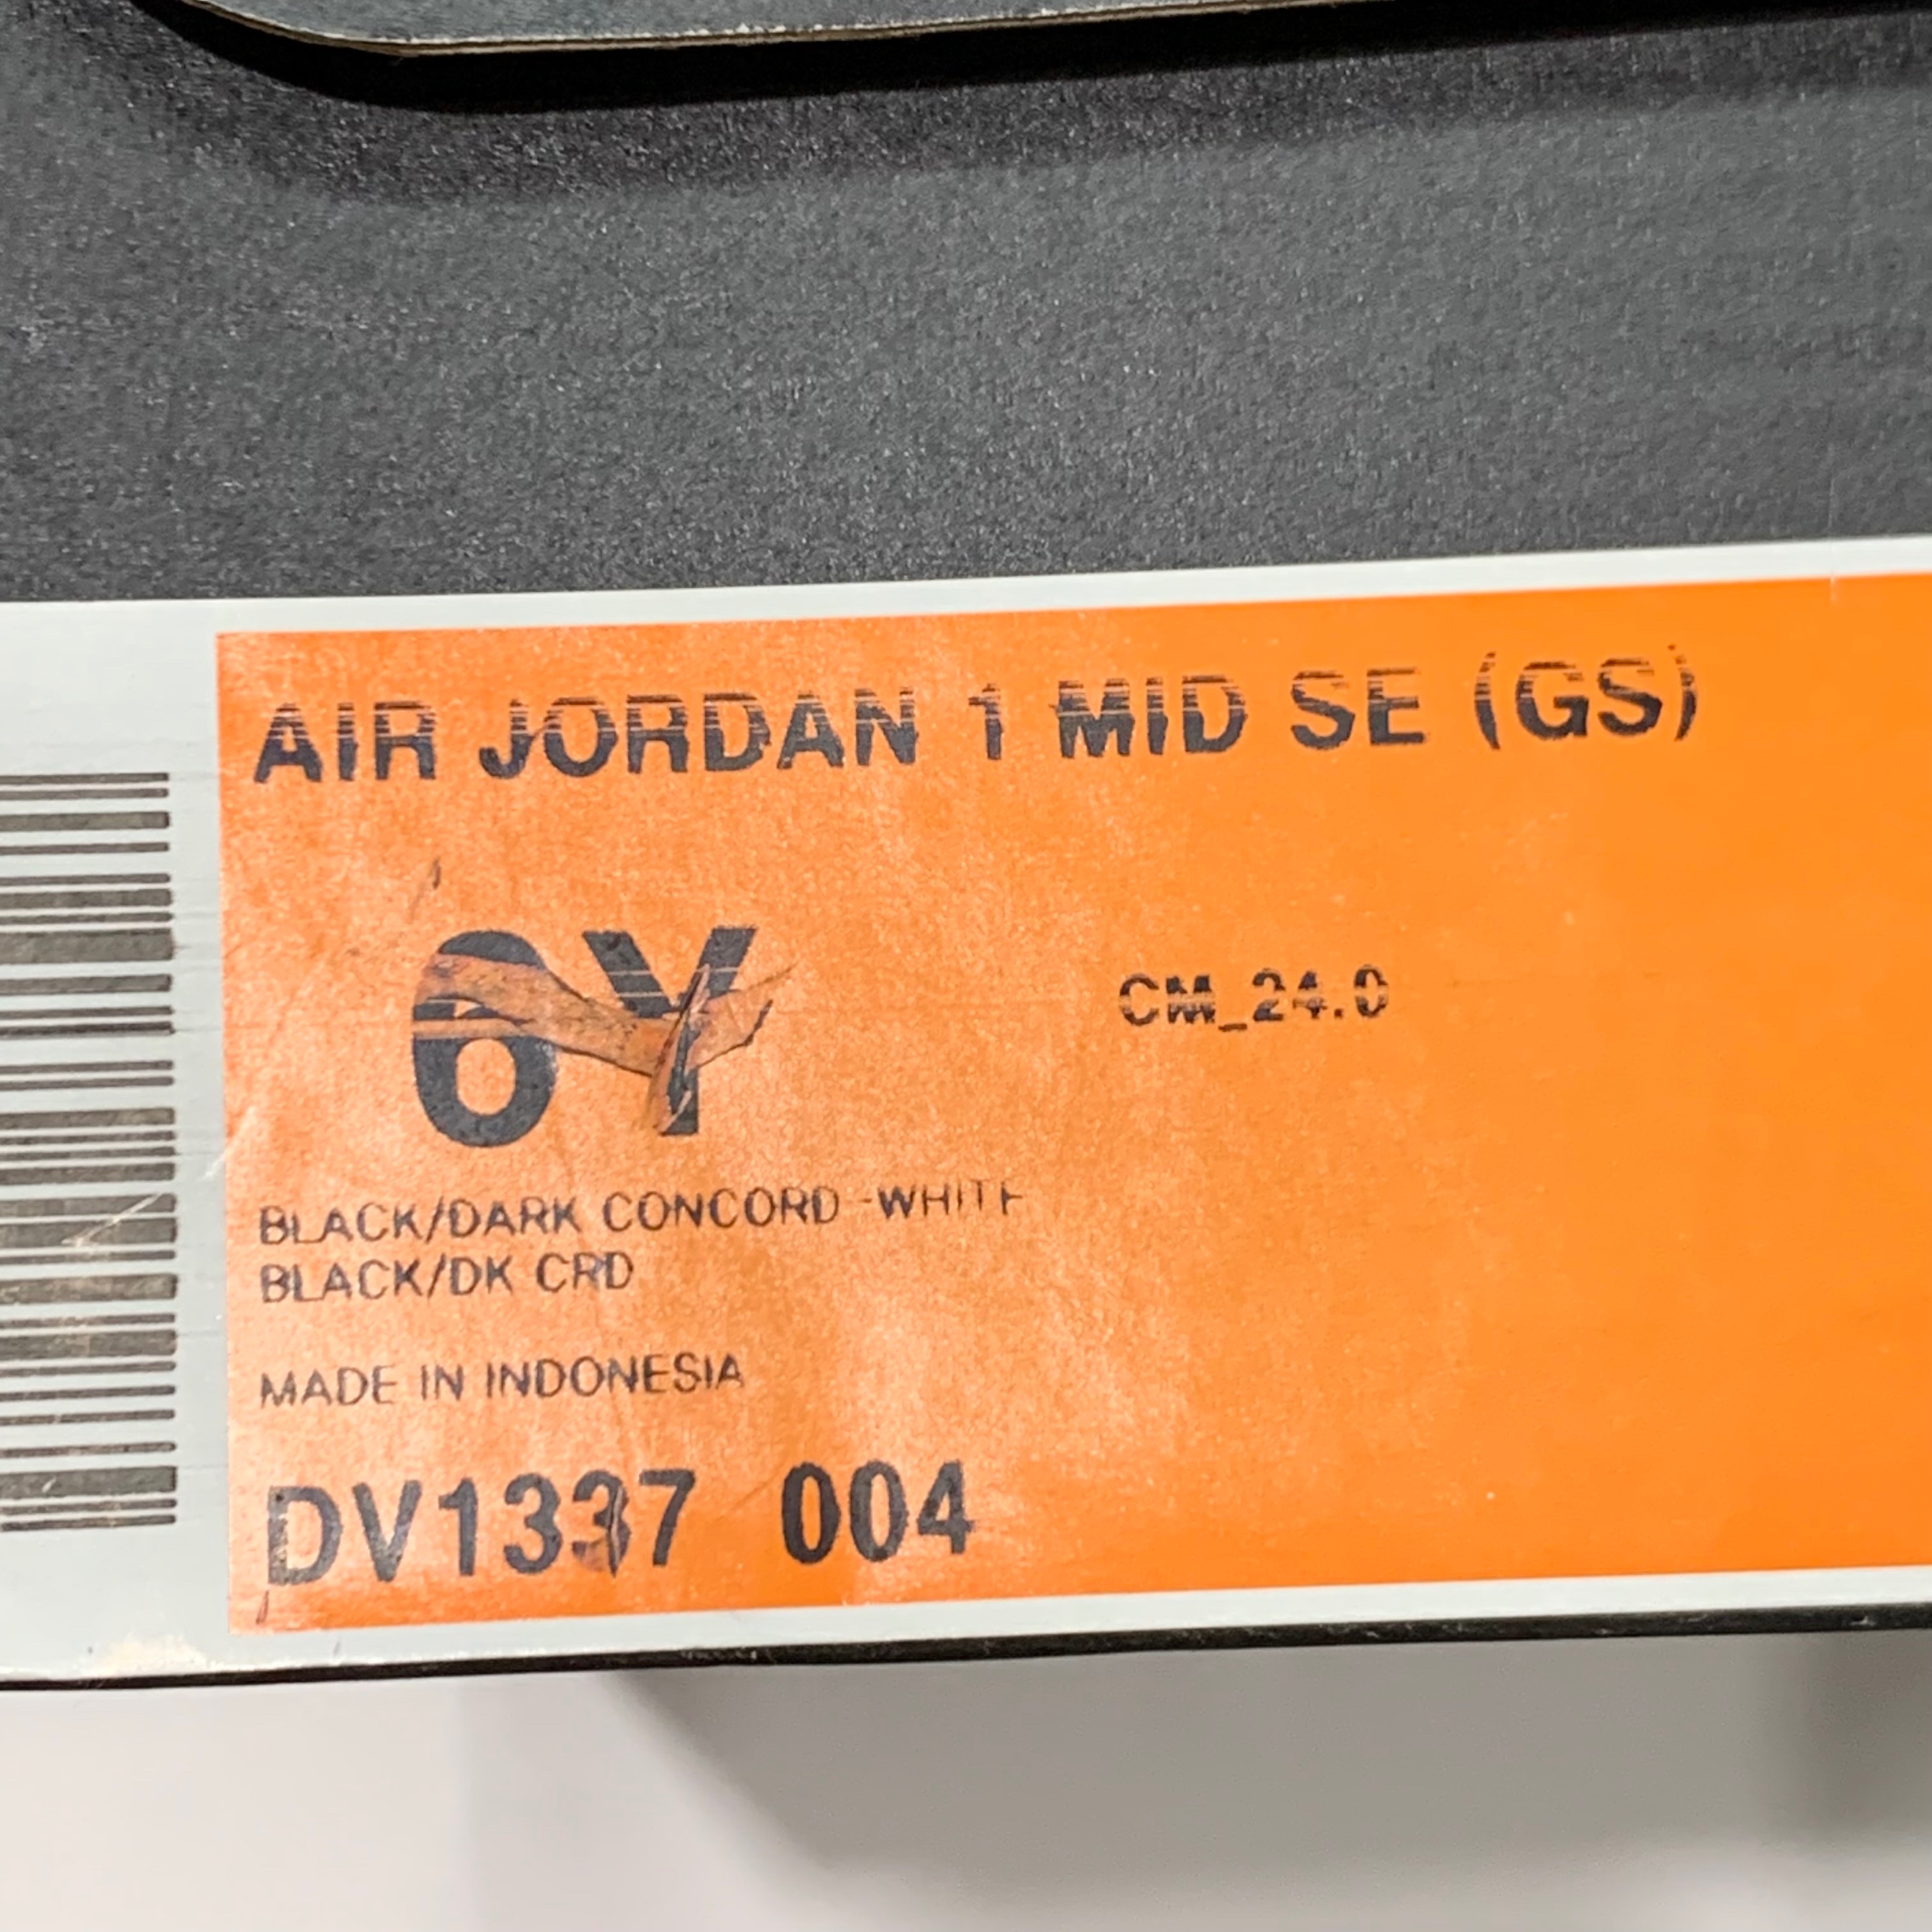 AIR JORDAN 1 MID SE (GS)
6Y CM_24.0
BLACK/DARK CONCORD-WHITE
BLACK/DK CRD
MADE IN INDONESIA
DV1337 004